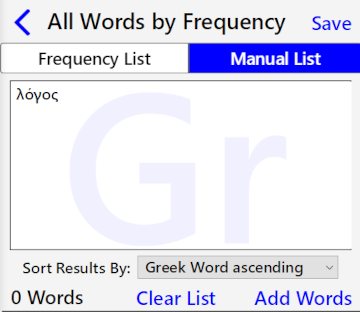 All Words by Frequency Save
Frequency List Manual List
λόγος
Gr
Sort Results By: Greek Word ascending
0 Words Clear List Add Words